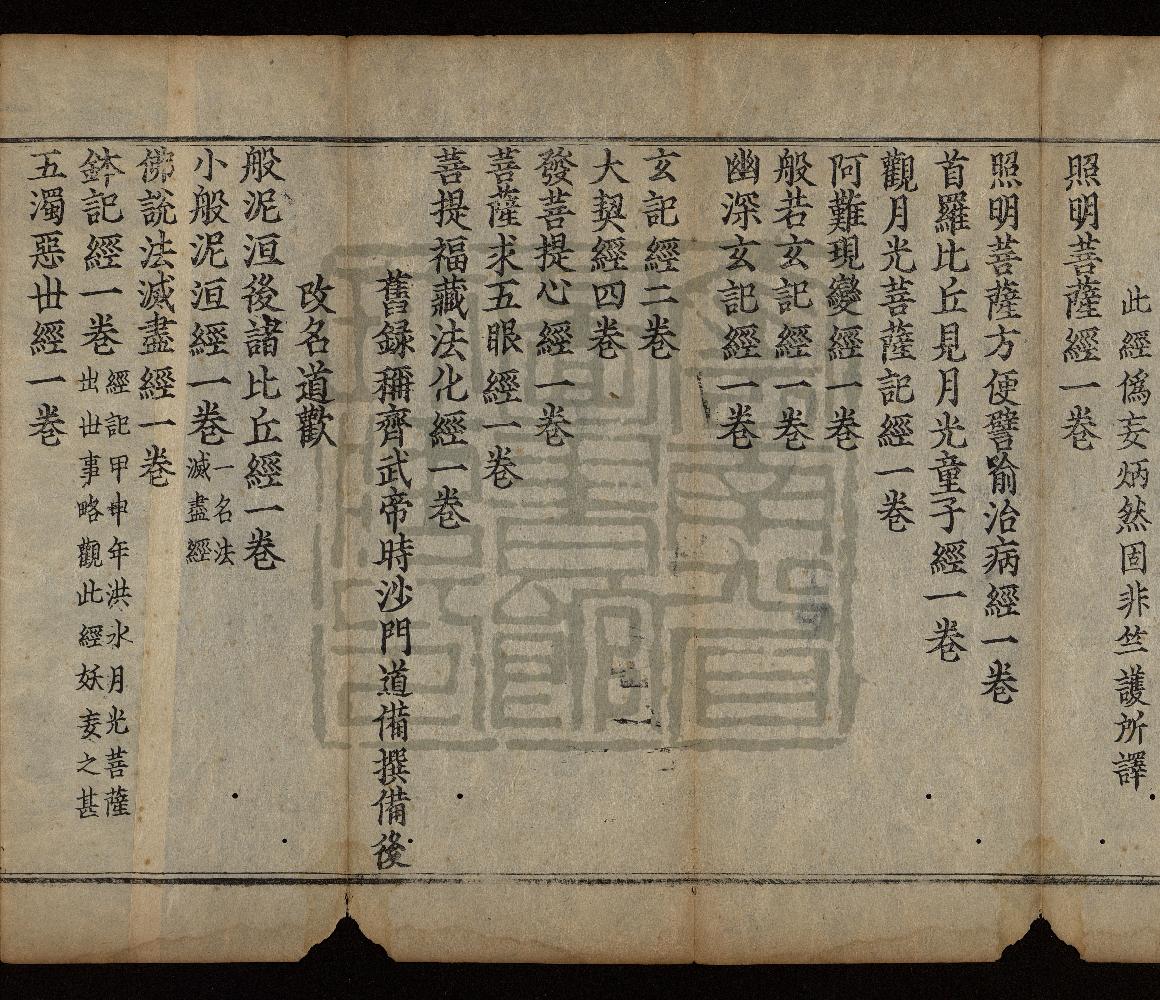 此經僞妄炳然固非竺護所譯
照明菩薩經一卷
照明菩薩方便譬喻治病經一卷
首羅比丘見月光童子經一卷
觀月光菩薩記經一卷
阿難現變經一卷
般若玄記經一卷
幽深玄記經一卷
玄記經二卷
大契經四卷
發菩提心經一卷
菩薩求五眼經一卷
菩提福藏法化經一卷
舊録稱齊武帝時沙門道備撰備後
改名道歡
般泥洹後諸比丘經一卷
小般泥洹經一卷一名法
滅盡經
佛說法滅盡經一卷
鉢記經一卷經記甲申年洪水月光菩薩
出世事略觀此經妖妄之甚
五濁惡世經一卷